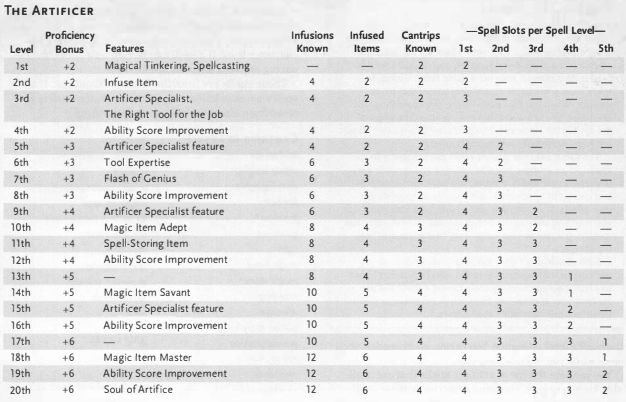 THE ARTIFICER
—Spell Slots per Spell Level—
Proficiency Infusions Infused Cantrips
Level Bonus Features Known Items Known 1st 2nd 3rd 4th 5th
1st +2 Magical Tinkering, Spellcasting — — 2 2 — — — —
2nd +2 Infuse Item 4 2 2 2 — — — —
3rd +2 Artificer Specialist, 4 2 2 3 — — — —
The Right Tool for the Job
4th +2 Ability Score Improvement 4 2 2 3 — — — —
5th +3 Artificer Specialist feature 4 2 2 4 2 — — —
6th +3 Tool Expertise 6 3 2 4 2 — — —
7th +3 Flash of Genius 6 3 2 4 3 — — —
8th +3 Ability Score Improvement 6 3 2 4 3 — — —
9th +4 Artificer Specialist feature 6 3 2 4 3 2 — —
10th +4 Magic Item Adept 8 4 3 4 3 2 — —
11th +4 Spell-Storing Item 8 4 3 4 3 3 — —
12th +4 Ability Score Improvement 8 4 3 4 3 3 — —
13th +5 — 8 4 3 4 3 3 1 —
14th +5 Magic Item Savant 10 5 4 4 3 3 1 —
15th +5 Artificer Specialist feature 10 5 4 4 3 3 2 —
16th +5 Ability Score Improvement 10 5 4 4 3 3 2 —
17th +6 — 10 5 4 4 3 3 3 1
18th +6 Magic Item Master 12 6 4 4 3 3 3 1
19th +6 Ability Score Improvement 12 6 4 4 3 3 3 2
20th +6 Soul of Artifice 12 6 4 4 3 3 3 2